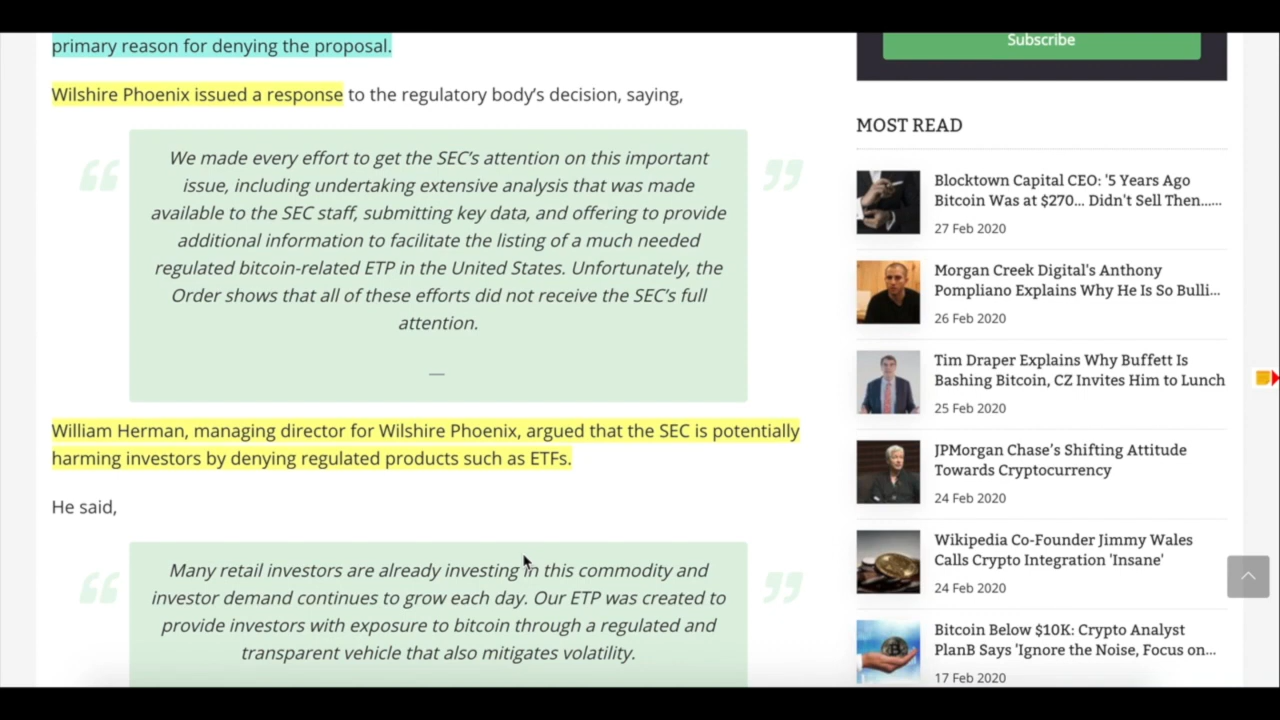 primary reason for denying the proposal.
Wilshire Phoenix issued a response to the regulatory body’s decision, saying,
We made every effort to get the SEC’s attention on this important
issue, including undertaking extensive analysis that was made
available to the SEC staff, submitting key data, and offering to provide
additional information to facilitate the listing of a much needed
regulated bitcoin-related ETP in the United States. Unfortunately, the
Order shows that all of these efforts did not receive the SEC’s full
attention.
—
William Herman, managing director for Wilshire Phoenix, argued that the SEC is potentially
harming investors by denying regulated products such as ETFs.
He said,
Many retail investors are already investing in this commodity and
investor demand continues to grow each day. Our ETP was created to
provide investors with exposure to bitcoin through a regulated and
transparent vehicle that also mitigates volatility.
Subscribe
MOST READ
Blocktown Capital CEO: '5 Years Ago
Bitcoin Was at $270... Didn't Sell Then......
27 Feb 2020
Morgan Creek Digital's Anthony
Pompliano Explains Why He Is So Bulli...
26 Feb 2020
Tim Draper Explains Why Buffett Is
Bashing Bitcoin, CZ Invites Him to Lunch
25 Feb 2020
JPMorgan Chase’s Shifting Attitude
Towards Cryptocurrency
24 Feb 2020
Wikipedia Co-Founder Jimmy Wales
Calls Crypto Integration 'Insane'
24 Feb 2020
Bitcoin Below $10K: Crypto Analyst
PlanB Says 'Ignore the Noise, Focus on...
17 Feb 2020